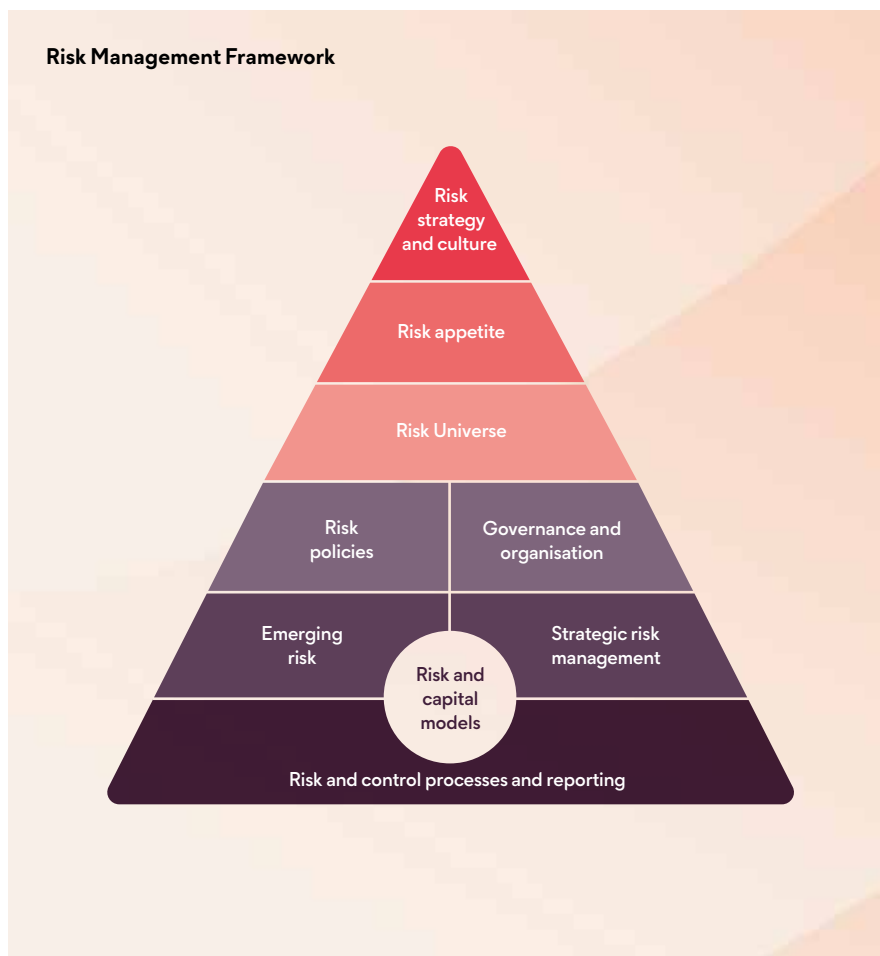 Risk Management Framework
Risk
strategy
and culture
Risk appetite
Risk Universe
Risk
policies
Governance and
organisation
Emerging
risk
Strategic risk
management
Risk and
capital
models
Risk and control processes and reporting